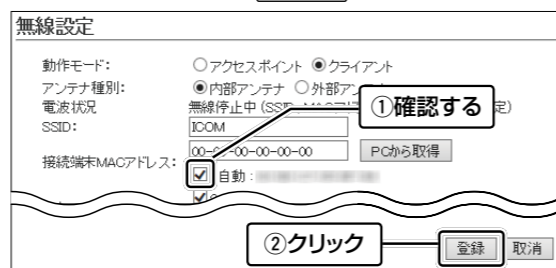 無線設定
動作モード: アクセスポイント クライアント
アンテナ種別: 内部アンテナ 外部ア
電波状況 無線停止中 定)
①確認する
SSID: ICOM
接続端末MACアドレス: 00- -00-00-00-00 PCから取得
自動:
②クリック
登録 取消